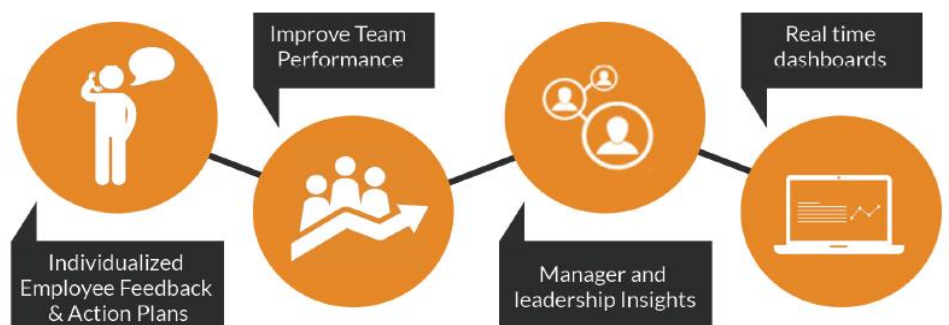 Individualized
Employee Feedback
& Action Plans
Improve Team
Performance
Manager and
leadership Insights
Real time
dashboards